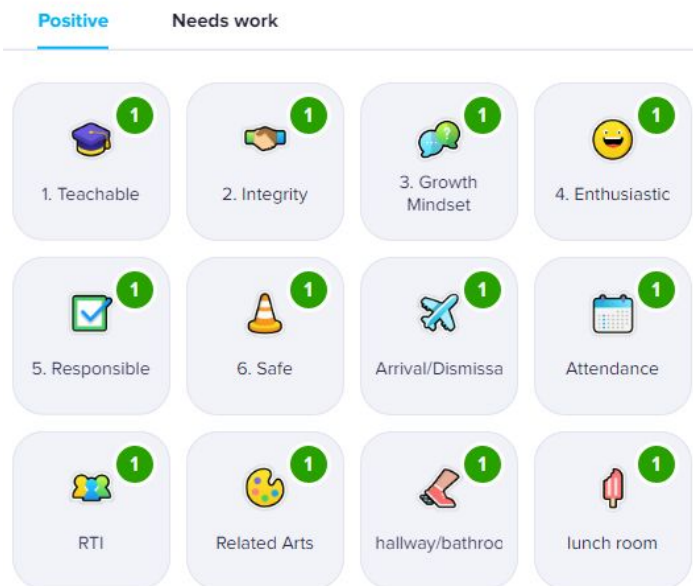 Positive Needs work
1 1 1 1
1. Teachable 2. Integrity 3. Growth Mindset 4. Enthusiastic
1 1 1 1
5. Responsible 6. Safe Arrival/Dismissa Attendance
1 1 1 1
RTI Related Arts hallway/bathroo lunch room